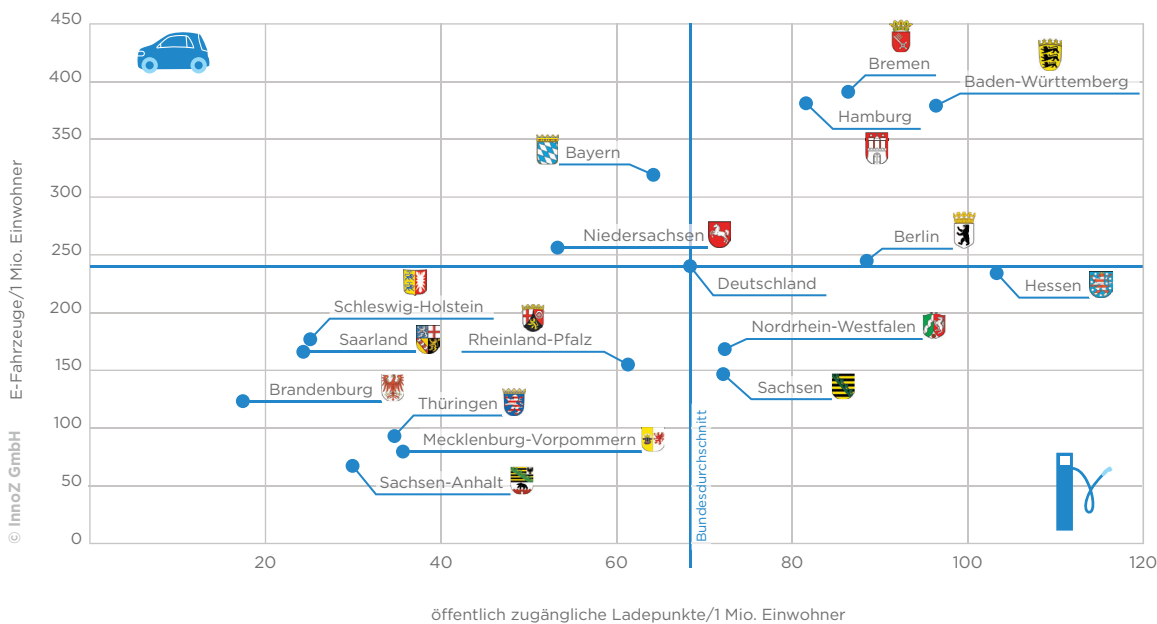 450
400
350
300
250
200
150
100
50
0
E-Fahrzeuge/1 Mio. Einwohner
© InnoZ GmbH
Bremen
Baden-Württemberg
Hamburg
Bayern
Niedersachsen
Berlin
Deutschland
Hessen
Schleswig-Holstein
Saarland
Rheinland-Pfalz
Nordrhein-Westfalen
Brandenburg
Sachsen
Thüringen
Mecklenburg-Vorpommern
Sachsen-Anhalt
Bundesdurchschnitt
20
40
60
80
100
120
öffentlich zugängliche Ladepunkte/1 Mio. Einwohner